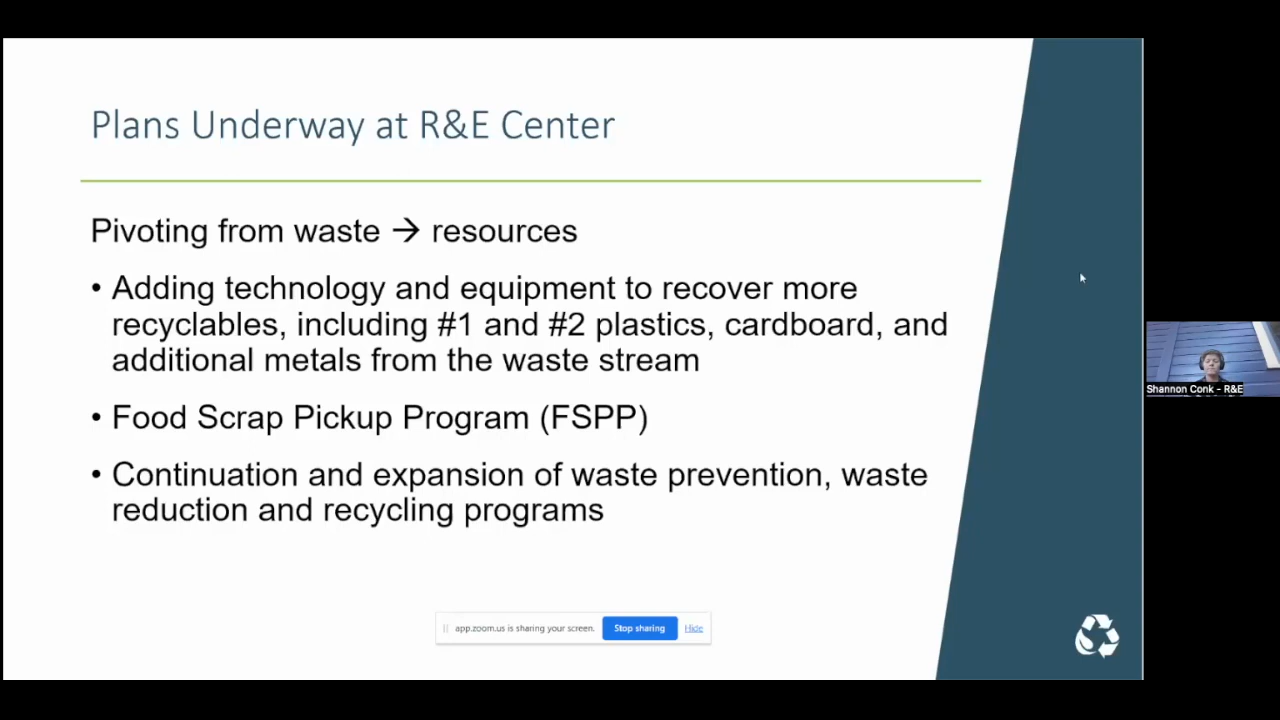 Plans Underway at R&E Center
Pivoting from waste → resources
• Adding technology and equipment to recover more
recyclables, including #1 and #2 plastics, cardboard, and
additional metals from the waste stream
• Food Scrap Pickup Program (FSPP)
• Continuation and expansion of waste prevention, waste
reduction and recycling programs
Shannon Conk - R&E
app.zoom.us is sharing your screen. Stop sharing Hide